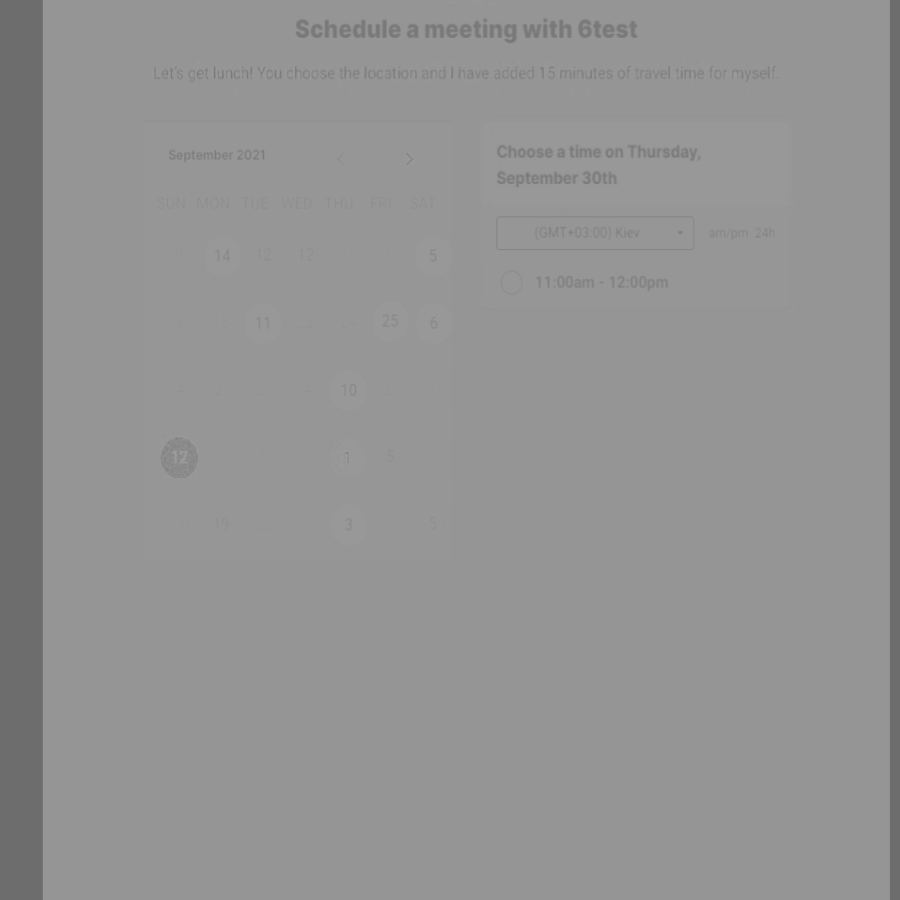 Schedule a meeting with 6test
Let's get lunch! You choose the location and I have added 15 minutes of travel time for myself.
September 2021
SUN MON TUE WED THU FRI SAT
14 12 12 5
11 25 6
10
12 1 5
19 3
Choose a time on Thursday,
September 30th
(GMT+03:00) Kiev am/pm 24h
11:00am - 12:00pm